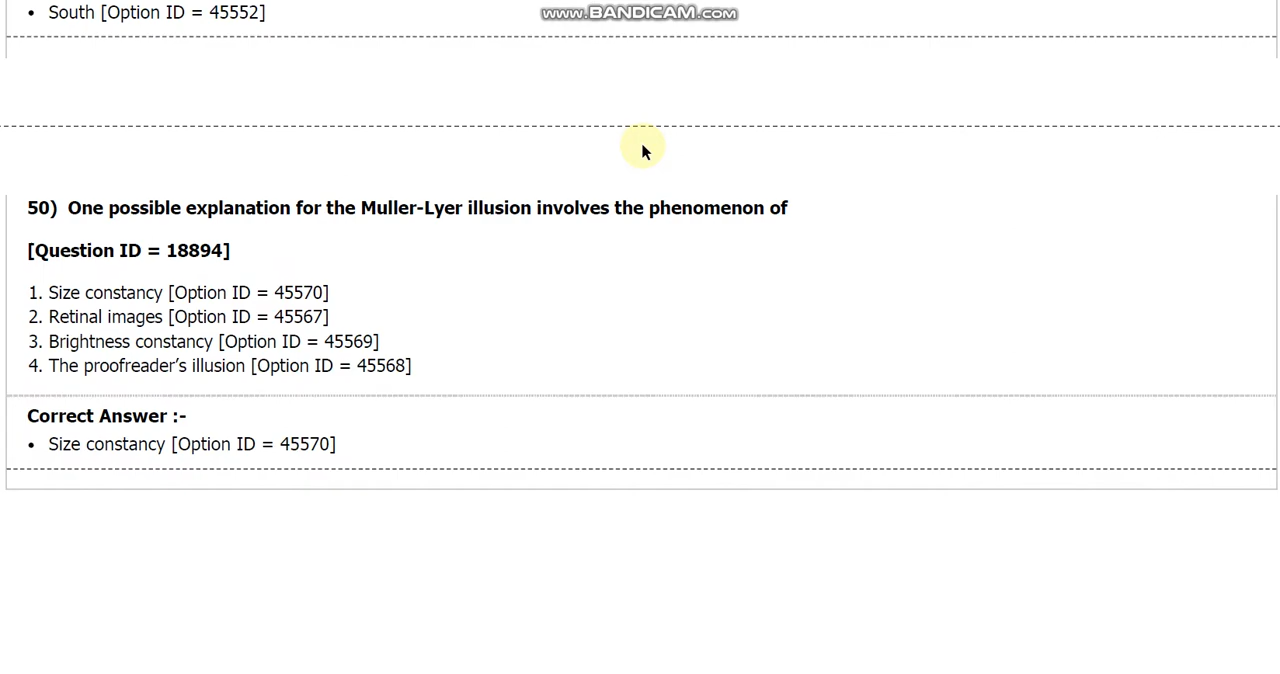 • South [Option ID = 45552]
www.BANDICAM.com
50) One possible explanation for the Muller-Lyer illusion involves the phenomenon of
[Question ID = 18894]
1. Size constancy [Option ID = 45570]
2. Retinal images [Option ID = 45567]
3. Brightness constancy [Option ID = 45569]
4. The proofreader’s illusion [Option ID = 45568]
Correct Answer :-
• Size constancy [Option ID = 45570]